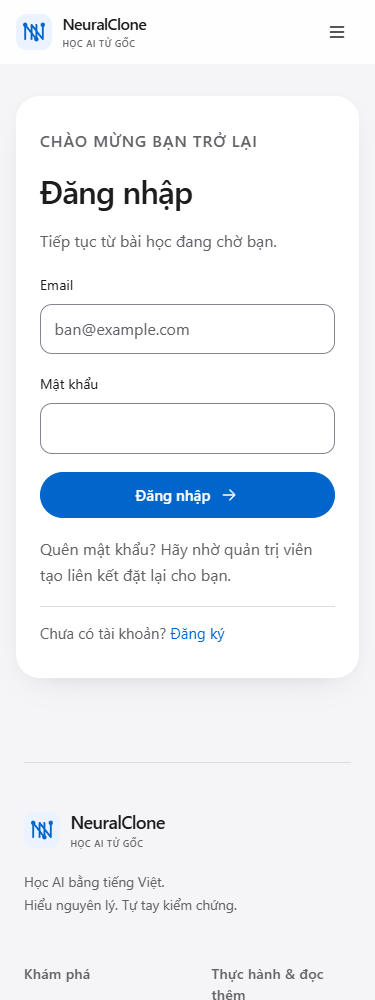 NeuralClone
HỌC AI TỪ GỐC
CHÀO MỪNG BẠN TRỞ LẠI
Đăng nhập
Tiếp tục từ bài học đang chờ bạn.
Email
ban@example.com
Mật khẩu
Đăng nhập →
Quên mật khẩu? Hãy nhờ quản trị viên
tạo liên kết đặt lại cho bạn.
Chưa có tài khoản? Đăng ký
NeuralClone
HỌC AI TỪ GỐC
Học AI bằng tiếng Việt.
Hiểu nguyên lý. Tự tay kiểm chứng.
Khám phá
Thực hành & đọc
thêm